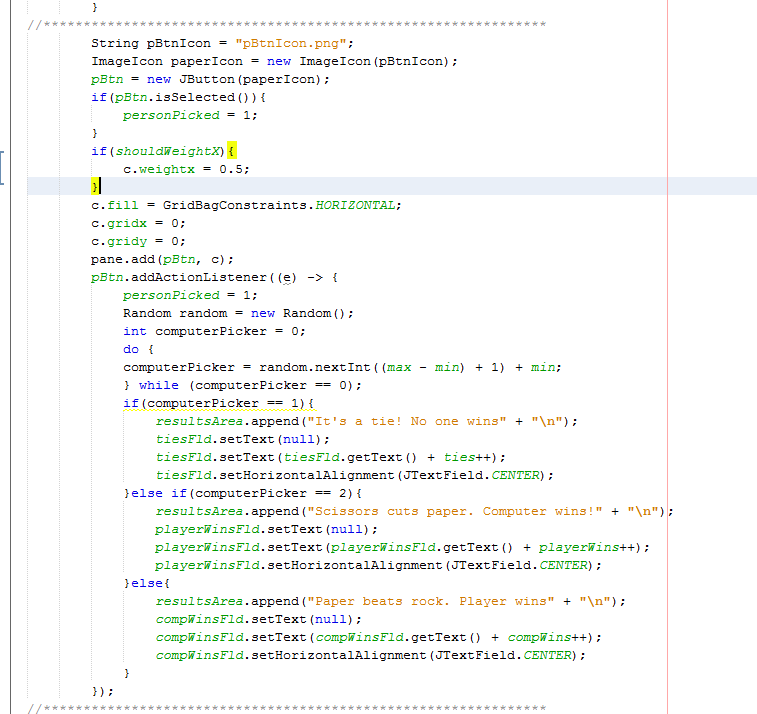 }
//***************************************************************
String pBtnIcon = "pBtnIcon.png";
ImageIcon paperIcon = new ImageIcon(pBtnIcon);
pBtn = new JButton(paperIcon);
if(pBtn.isSelected()){
personPicked = 1;
}
if(shouldWeightX){
c.weightx = 0.5;
}
c.fill = GridBagConstraints.HORIZONTAL;
c.gridx = 0;
c.gridy = 0;
pane.add(pBtn, c);
pBtn.addActionListener((e) -> {
personPicked = 1;
Random random = new Random();
int computerPicker = 0;
do {
computerPicker = random.nextInt((max - min) + 1) + min;
} while (computerPicker == 0);
if(computerPicker == 1){
resultsArea.append("It's a tie! No one wins" + "\n");
tiesFld.setText(null);
tiesFld.setText(tiesFld.getText() + ties++);
tiesFld.setHorizontalAlignment(JTextField.CENTER);
}else if(computerPicker == 2){
resultsArea.append("Scissors cuts paper. Computer wins!" + "\n");
playerWinsFld.setText(null);
playerWinsFld.setText(playerWinsFld.getText() + playerWins++);
playerWinsFld.setHorizontalAlignment(JTextField.CENTER);
}else{
resultsArea.append("Paper beats rock. Player wins" + "\n");
compWinsFld.setText(null);
compWinsFld.setText(compWinsFld.getText() + compWins++);
compWinsFld.setHorizontalAlignment(JTextField.CENTER);
}
});
//***************************************************************